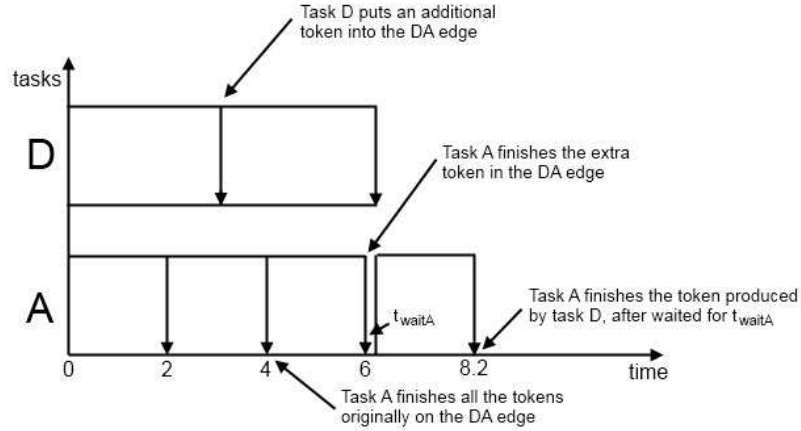 Task D puts an additional
token into the DA edge
tasks
D
Task A finishes the extra
token in the DA edge
A
twaitA
Task A finishes the token produced
by task D, after waited for twaitA
0 2 4 6 8.2 time
Task A finishes all the tokens
originally on the DA edge